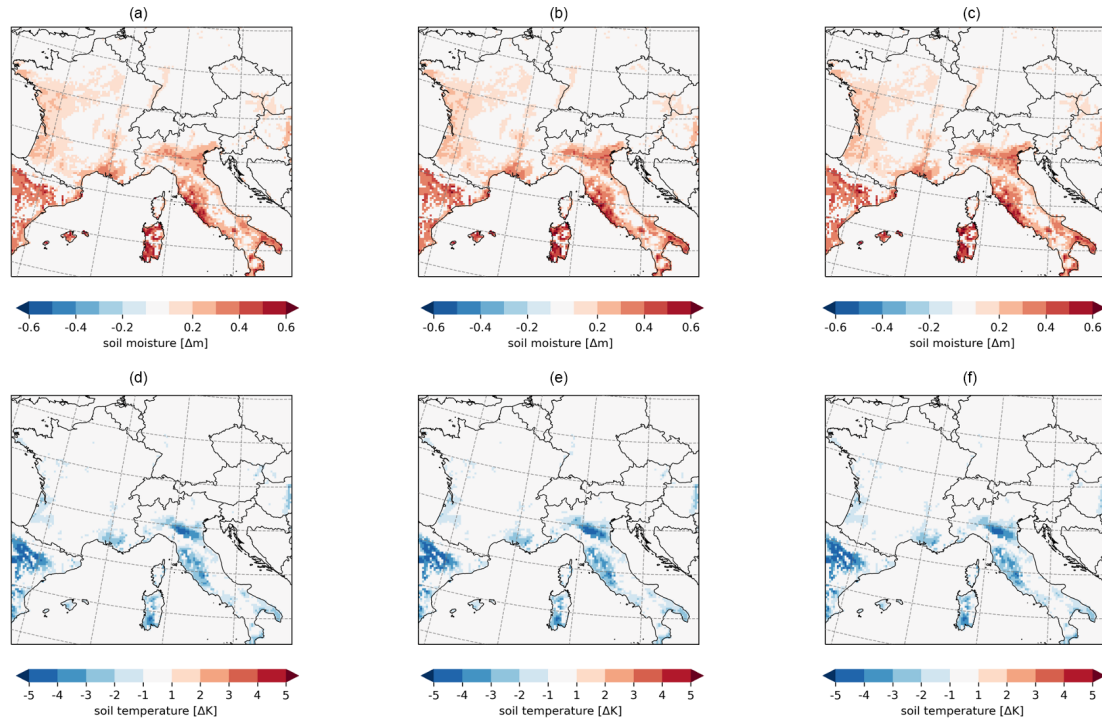 (a) (b) (c)
-0.6 -0.4 -0.2 0.2 0.4 0.6 -0.6 -0.4 -0.2 0.2 0.4 0.6 -0.6 -0.4 -0.2 0.2 0.4 0.6
soil moisture [Δm] soil moisture [Δm] soil moisture [Δm]
(d) (e) (f)
-5 -4 -3 -2 -1 1 2 3 4 5 -5 -4 -3 -2 -1 1 2 3 4 5 -5 -4 -3 -2 -1 1 2 3 4 5
soil temperature [ΔK] soil temperature [ΔK] soil temperature [ΔK]